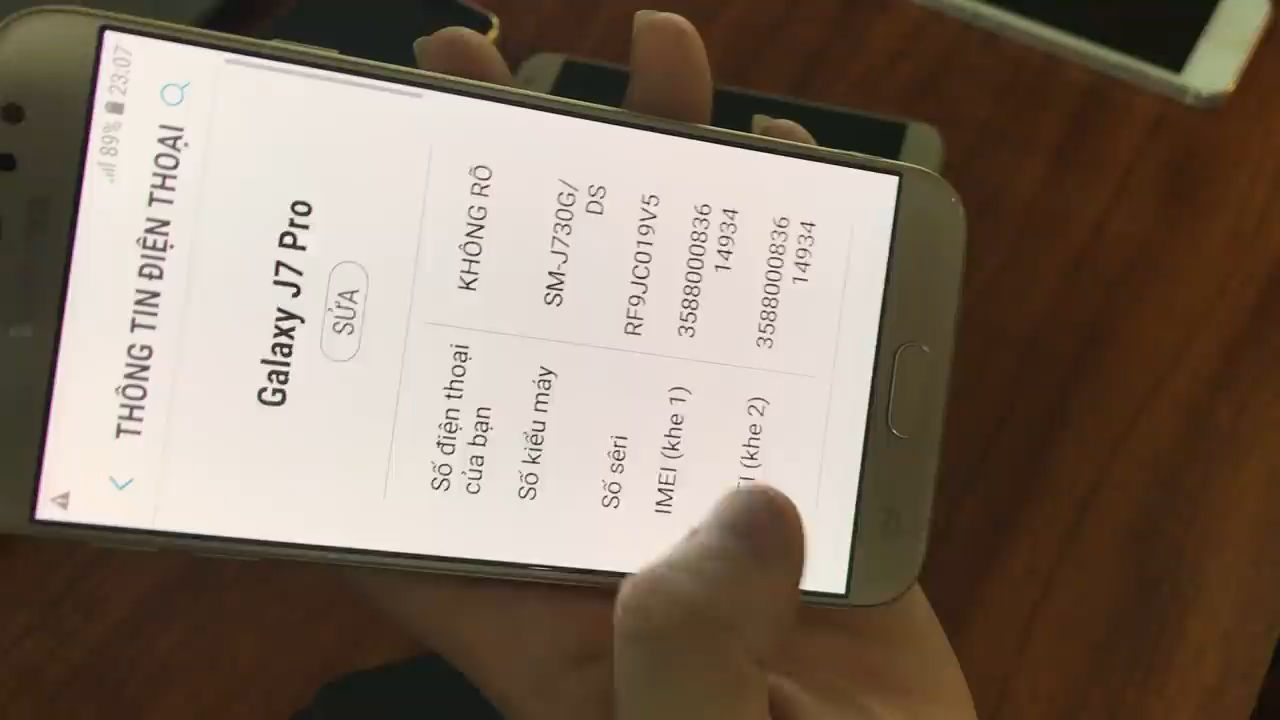 89% 23:07
THÔNG TIN ĐIỆN THOẠI
Galaxy J7 Pro
SỬA
Số điện thoại
của bạn
KHÔNG RÕ
Số kiểu máy
SM-J730G/
DS
Số sêri
RF9JC019V5
IMEI (khe 1)
3588000836
14934
(khe 2)
3588000836
14934